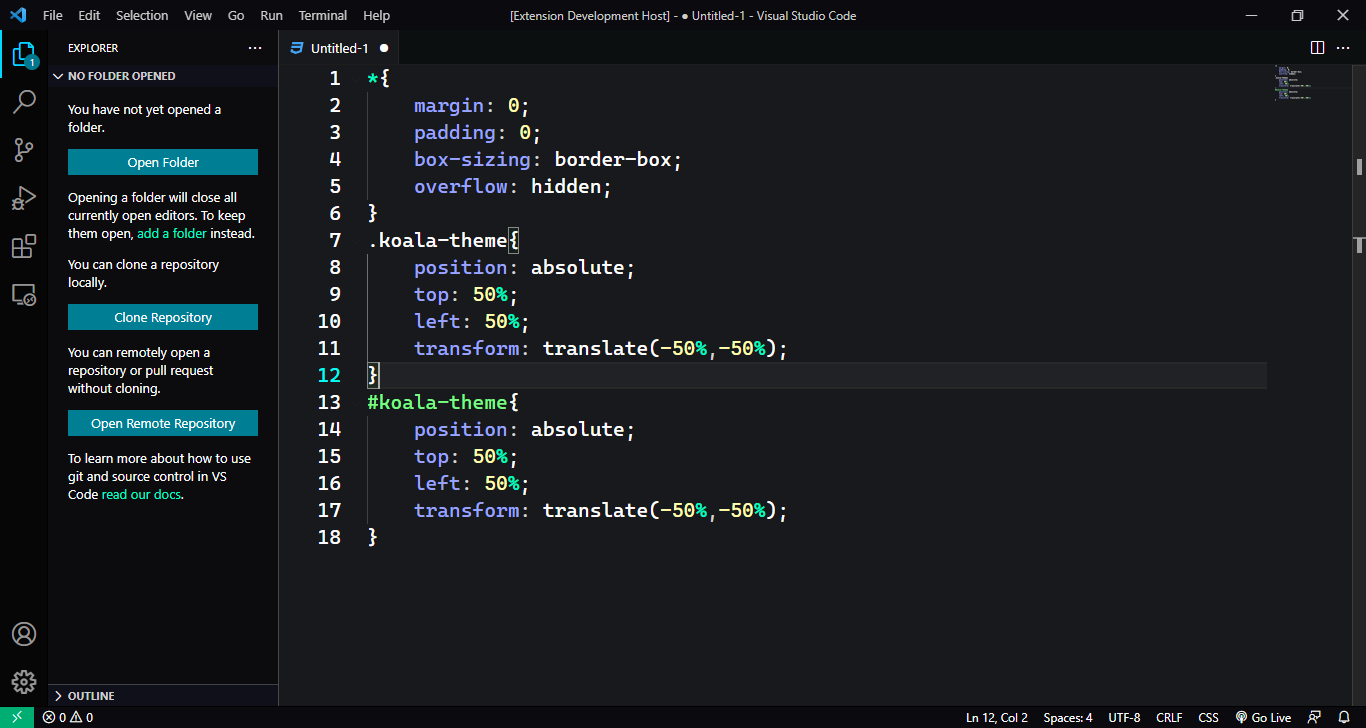 File Edit Selection View Go Run Terminal Help
[Extension Development Host] - ● Untitled-1 - Visual Studio Code
EXPLORER
NO FOLDER OPENED
You have not yet opened a
folder.
Open Folder
Opening a folder will close all
currently open editors. To keep
them open, add a folder instead.
You can clone a repository
locally.
Clone Repository
You can remotely open a
repository or pull request
without cloning.
Open Remote Repository
To learn more about how to use
git and source control in VS
Code read our docs.
OUTLINE
1
Untitled-1
1 *{
2 margin: 0;
3 padding: 0;
4 box-sizing: border-box;
5 overflow: hidden;
6 }
7 .koala-theme{
8 position: absolute;
9 top: 50%;
10 left: 50%;
11 transform: translate(-50%,-50%);
12 }
13 #koala-theme{
14 position: absolute;
15 top: 50%;
16 left: 50%;
17 transform: translate(-50%,-50%);
18 }
0 0
Ln 12, Col 2 Spaces: 4 UTF-8 CRLF CSS Go Live